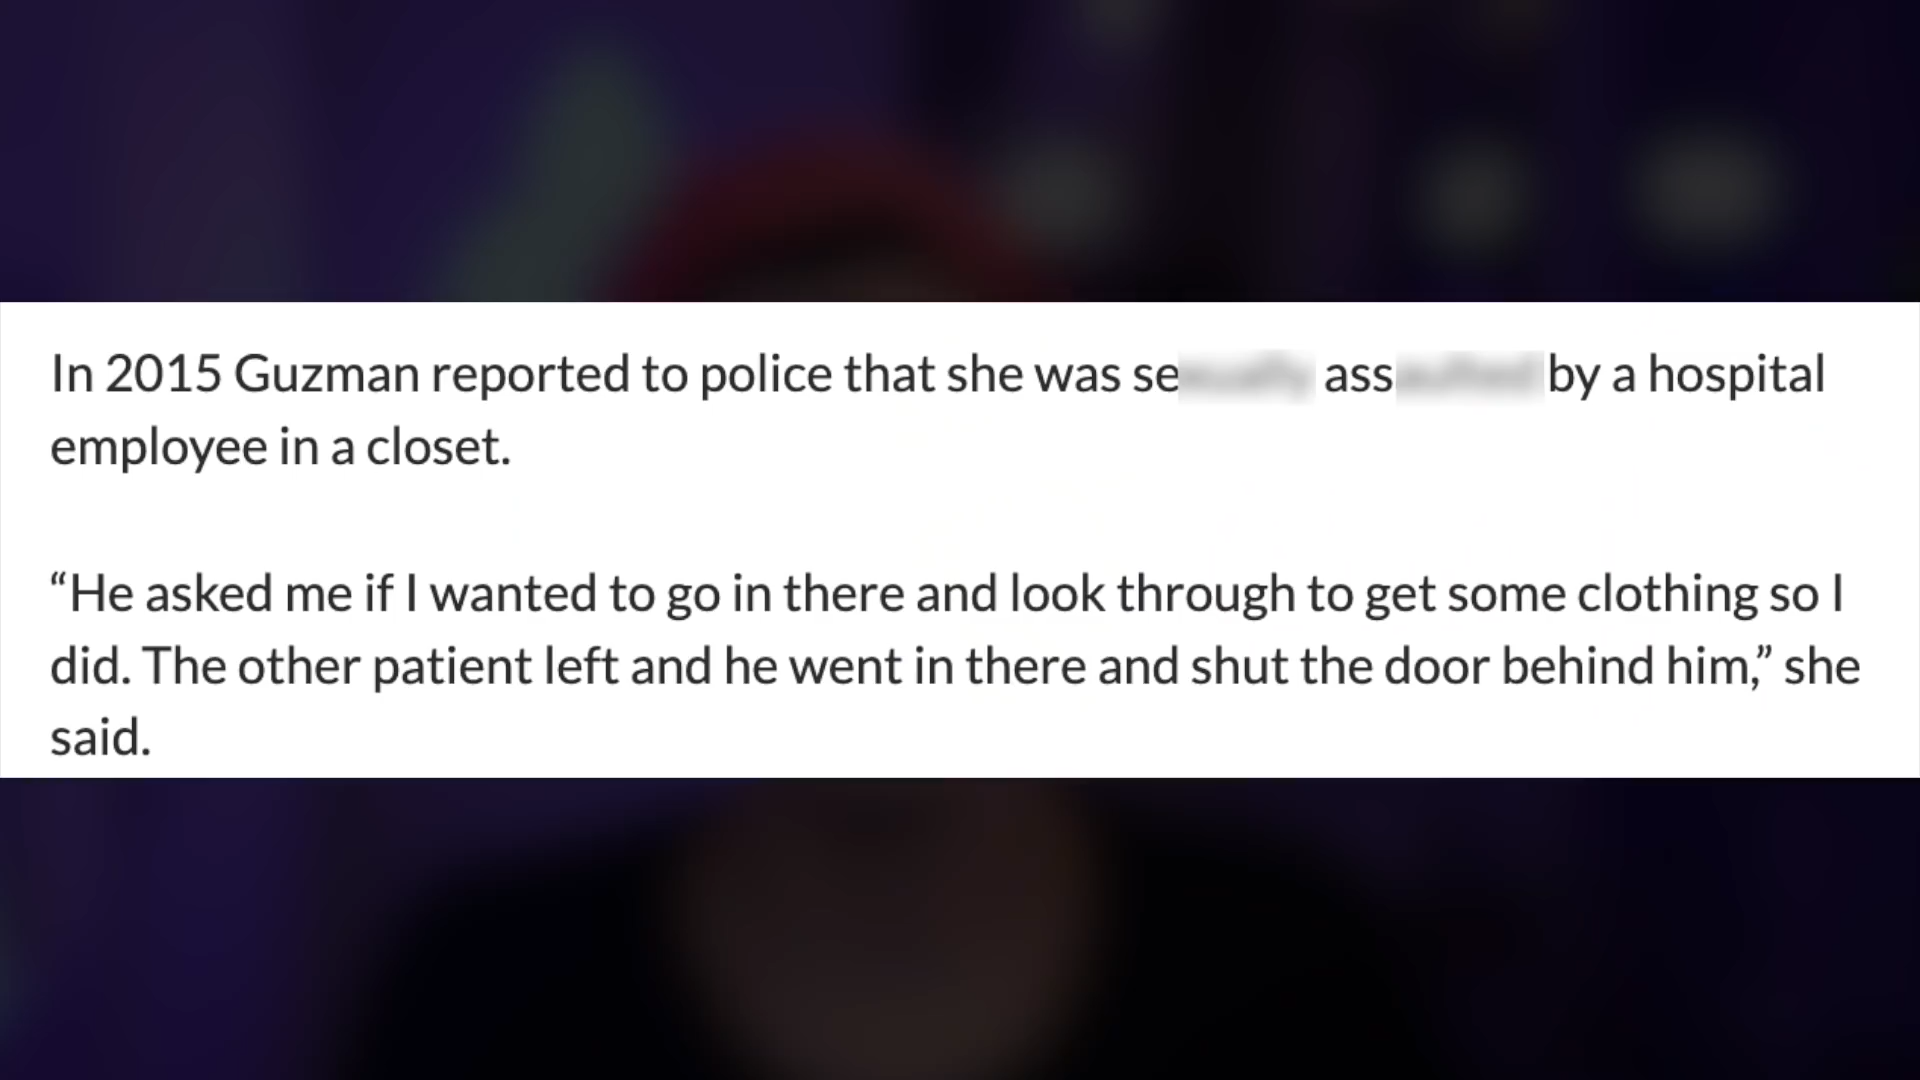 In 2015 Guzman reported to police that she was se ass by a hospital
employee in a closet.
“He asked me if I wanted to go in there and look through to get some clothing so I
did. The other patient left and he went in there and shut the door behind him,” she
said.